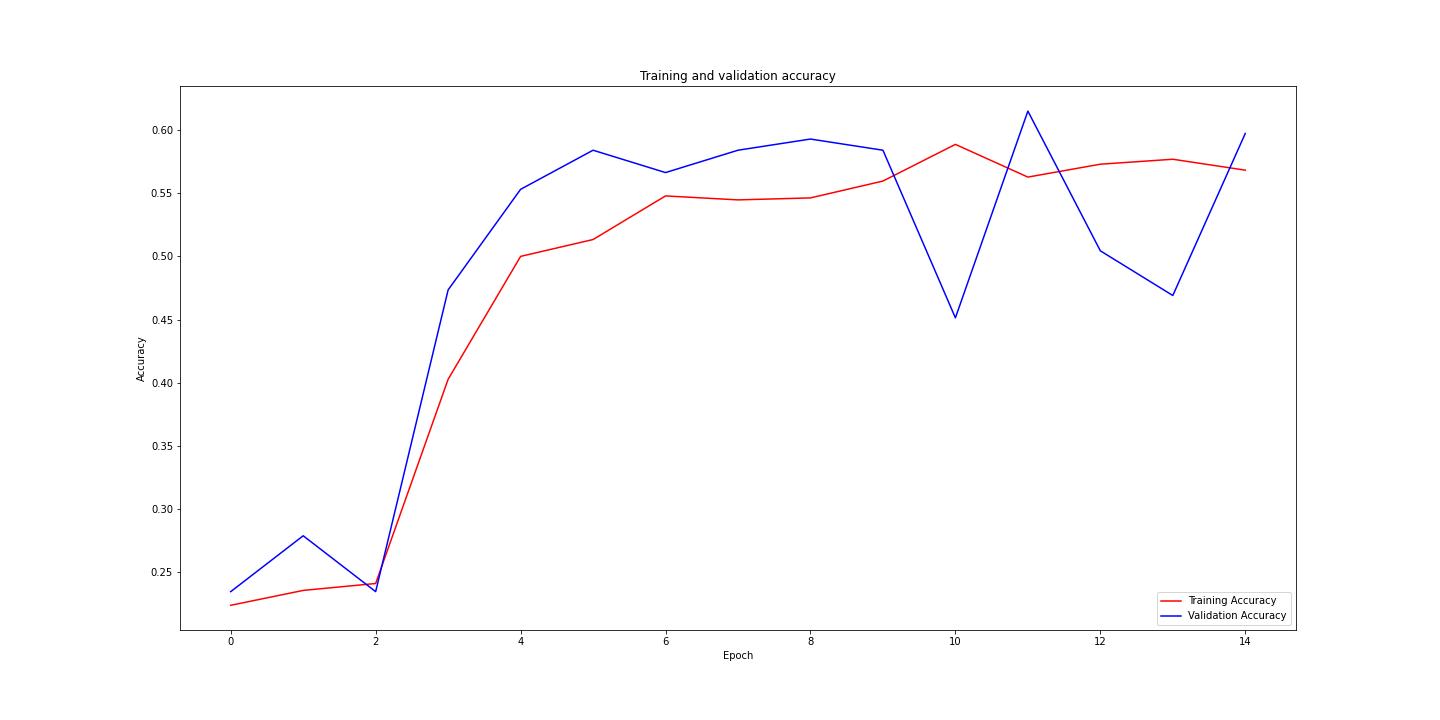 Training and validation accuracy
0.60
0.55
0.50
0.45
0.40
0.35
0.30
0.25
Accuracy
0 2 4 6 8 10 12 14
Epoch
Training Accuracy
Validation Accuracy